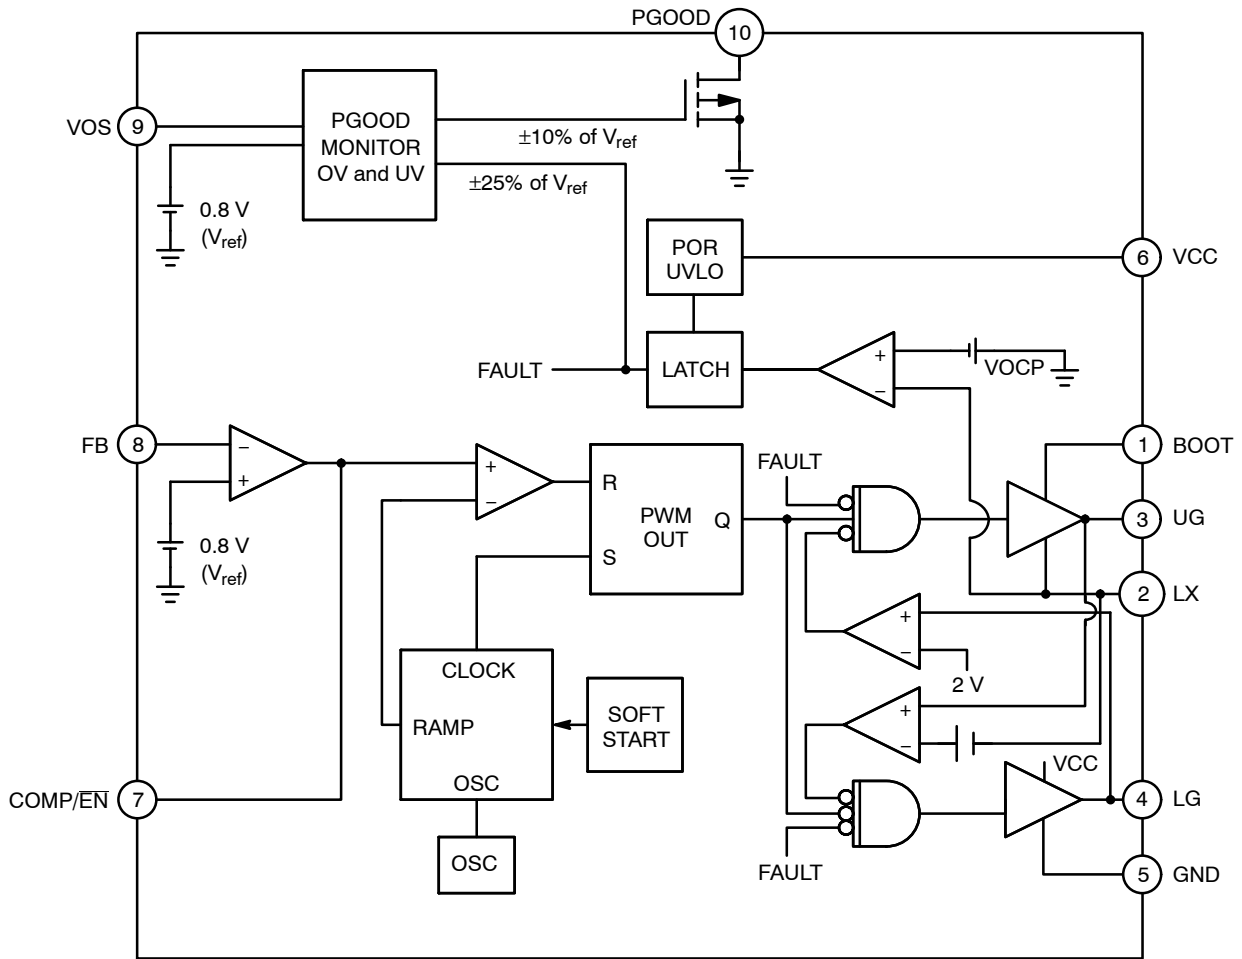 PGOOD
10
VOS
9
PGOOD
MONITOR
OV and UV
±10% of Vref
±25% of Vref
0.8 V
(Vref)
POR
UVLO
6
VCC
FAULT
LATCH
+
−
VOCP
FB
8
−
+
0.8 V
(Vref)
+
−
R
S
PWM
OUT
Q
FAULT
1
BOOT
3
UG
2
LX
+
−
2 V
CLOCK
RAMP
OSC
SOFT
START
+
−
VCC
COMP/E̅N̅
7
4
LG
OSC
FAULT
5
GND